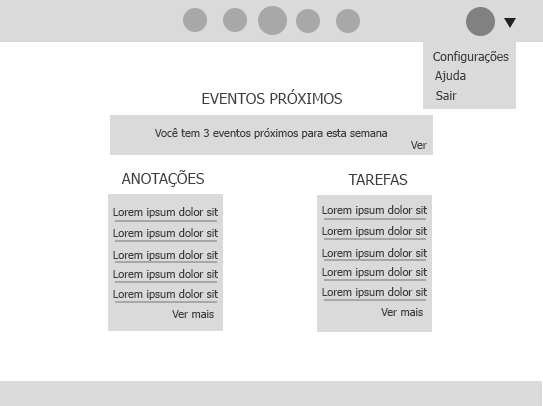 Configurações
Ajuda
Sair
EVENTOS PRÓXIMOS
Você tem 3 eventos próximos para esta semana
Ver
ANOTAÇÕES
Lorem ipsum dolor sit
Lorem ipsum dolor sit
Lorem ipsum dolor sit
Lorem ipsum dolor sit
Lorem ipsum dolor sit
Ver mais
TAREFAS
Lorem ipsum dolor sit
Lorem ipsum dolor sit
Lorem ipsum dolor sit
Lorem ipsum dolor sit
Lorem ipsum dolor sit
Ver mais